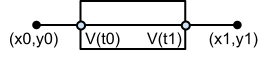 (x0,y0) V(t0) V(t1) (x1,y1)